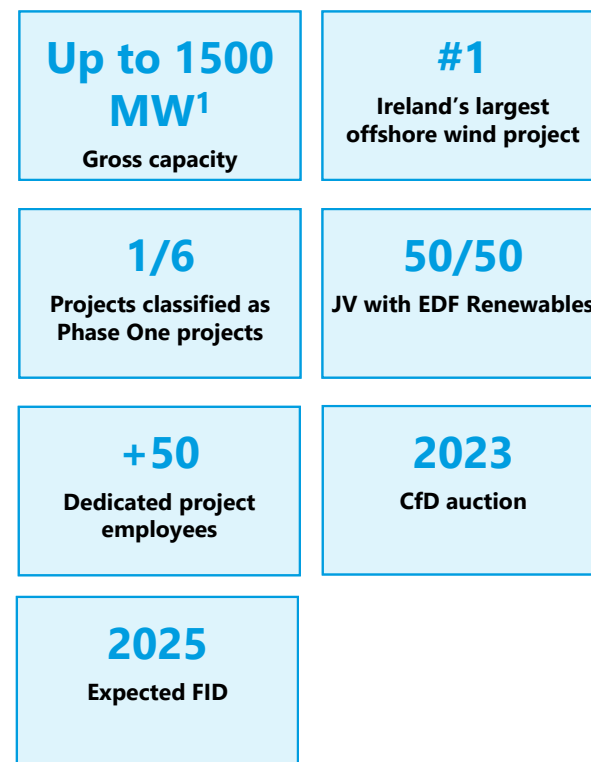 Up to 1500
MW¹
Gross capacity
#1
Ireland’s largest
offshore wind project
1/6
Projects classified as
Phase One projects
50/50
JV with EDF Renewables
+50
Dedicated project
employees
2023
CfD auction
2025
Expected FID